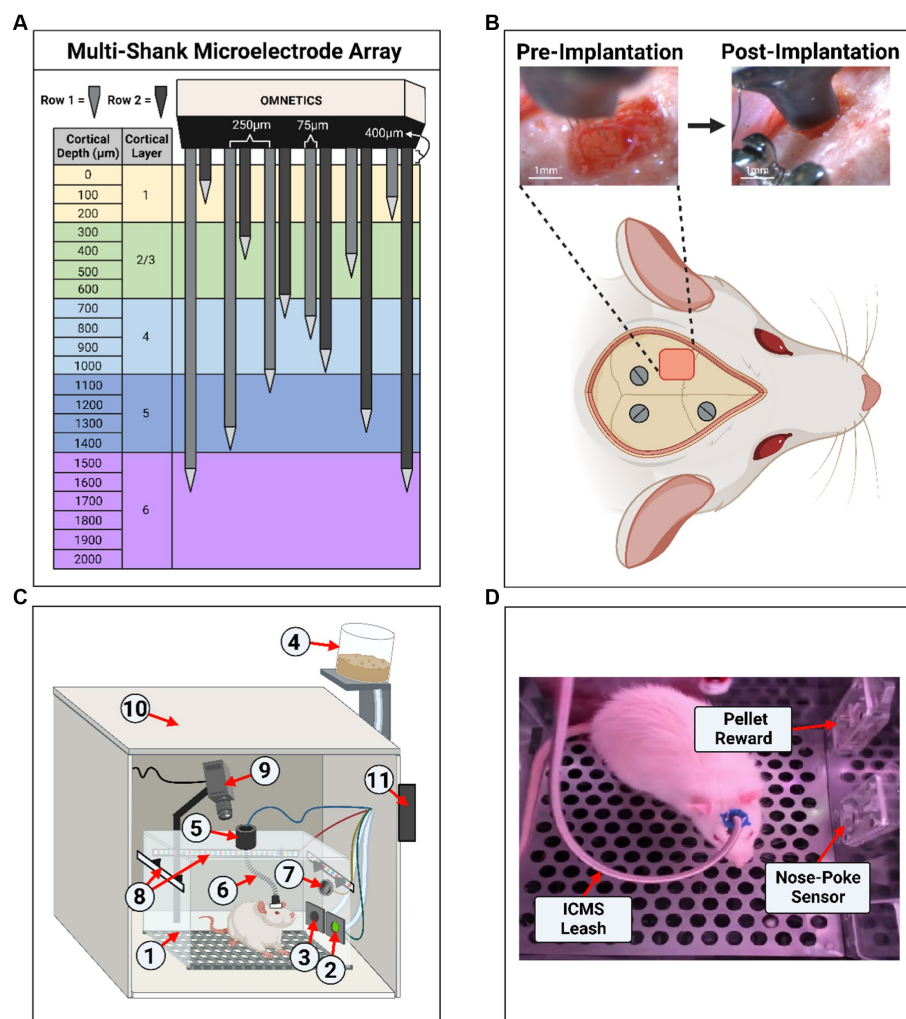 A
Multi-Shank Microelectrode Array
Row 1 =
Row 2 =
OMNETICS
250μm
75μm
400μm
Cortical Depth (μm)
Cortical Layer
0
100
200
1
300
400
500
600
2/3
700
800
900
1000
4
1100
1200
1300
1400
5
1500
1600
1700
1800
1900
2000
6
B
Pre-Implantation
Post-Implantation
1mm
1mm
C
4
10
9
11
5
7
8
6
1
3
2
D
Pellet
Reward
Nose-Poke
Sensor
ICMS
Leash